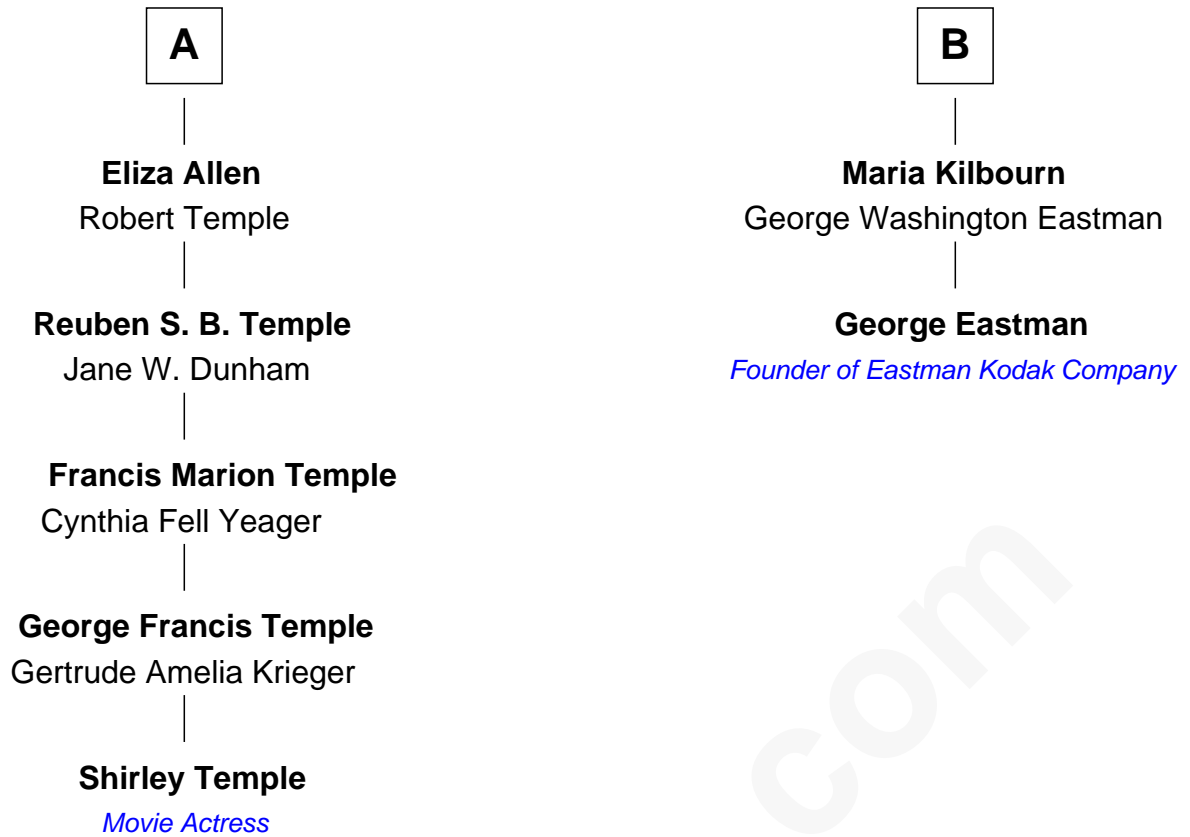 A
Eliza Allen
Robert Temple
Reuben S. B. Temple
Jane W. Dunham
Francis Marion Temple
Cynthia Fell Yeager
George Francis Temple
Gertrude Amelia Krieger
Shirley Temple
Movie Actress
B
Maria Kilbourn
George Washington Eastman
George Eastman
Founder of Eastman Kodak Company
com